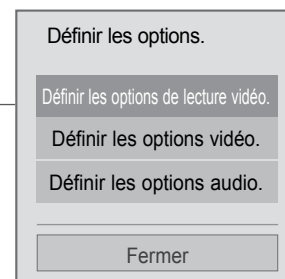 Définir les options.
Définir les options de lecture vidéo.
Définir les options vidéo.
Définir les options audio.
Fermer